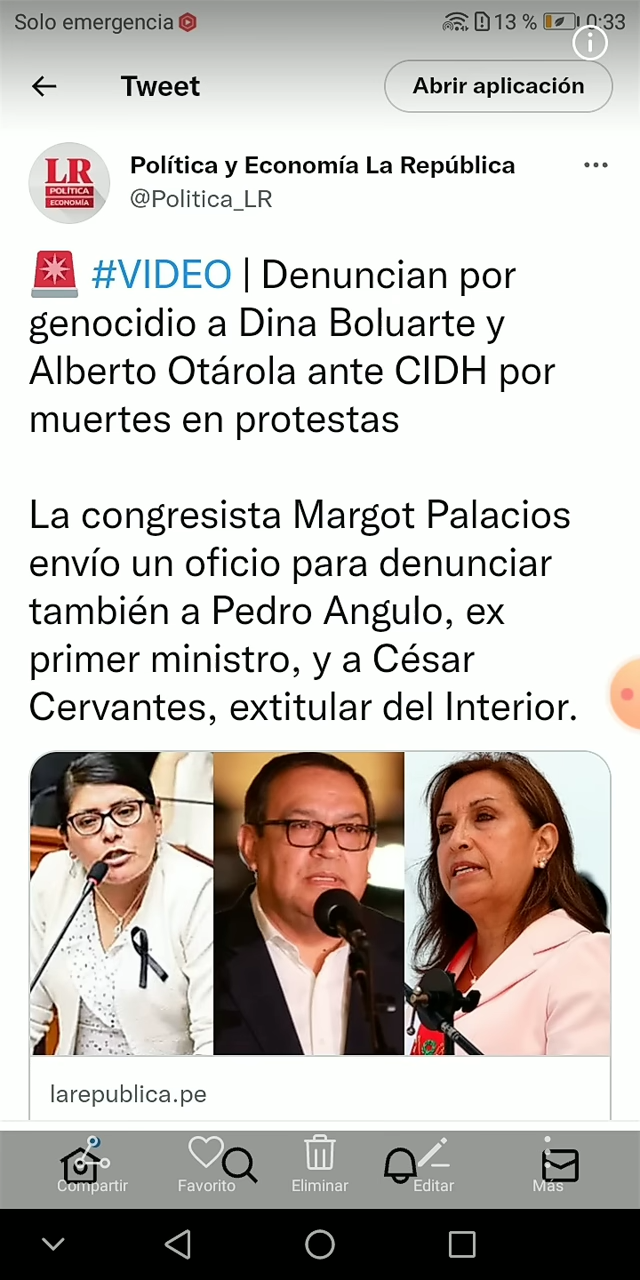 Solo emergencia
13 %
0:33
Tweet
Abrir aplicación
LR
POLÍTICA
ECONOMÍA
Política y Economía La República
@Politica_LR
#VIDEO | Denuncian por
genocidio a Dina Boluarte y
Alberto Otárola ante CIDH por
muertes en protestas
La congresista Margot Palacios
envío un oficio para denunciar
también a Pedro Angulo, ex
primer ministro, y a César
Cervantes, extitular del Interior.
larepublica.pe
Compartir
Favorito
Eliminar
Editar
Más